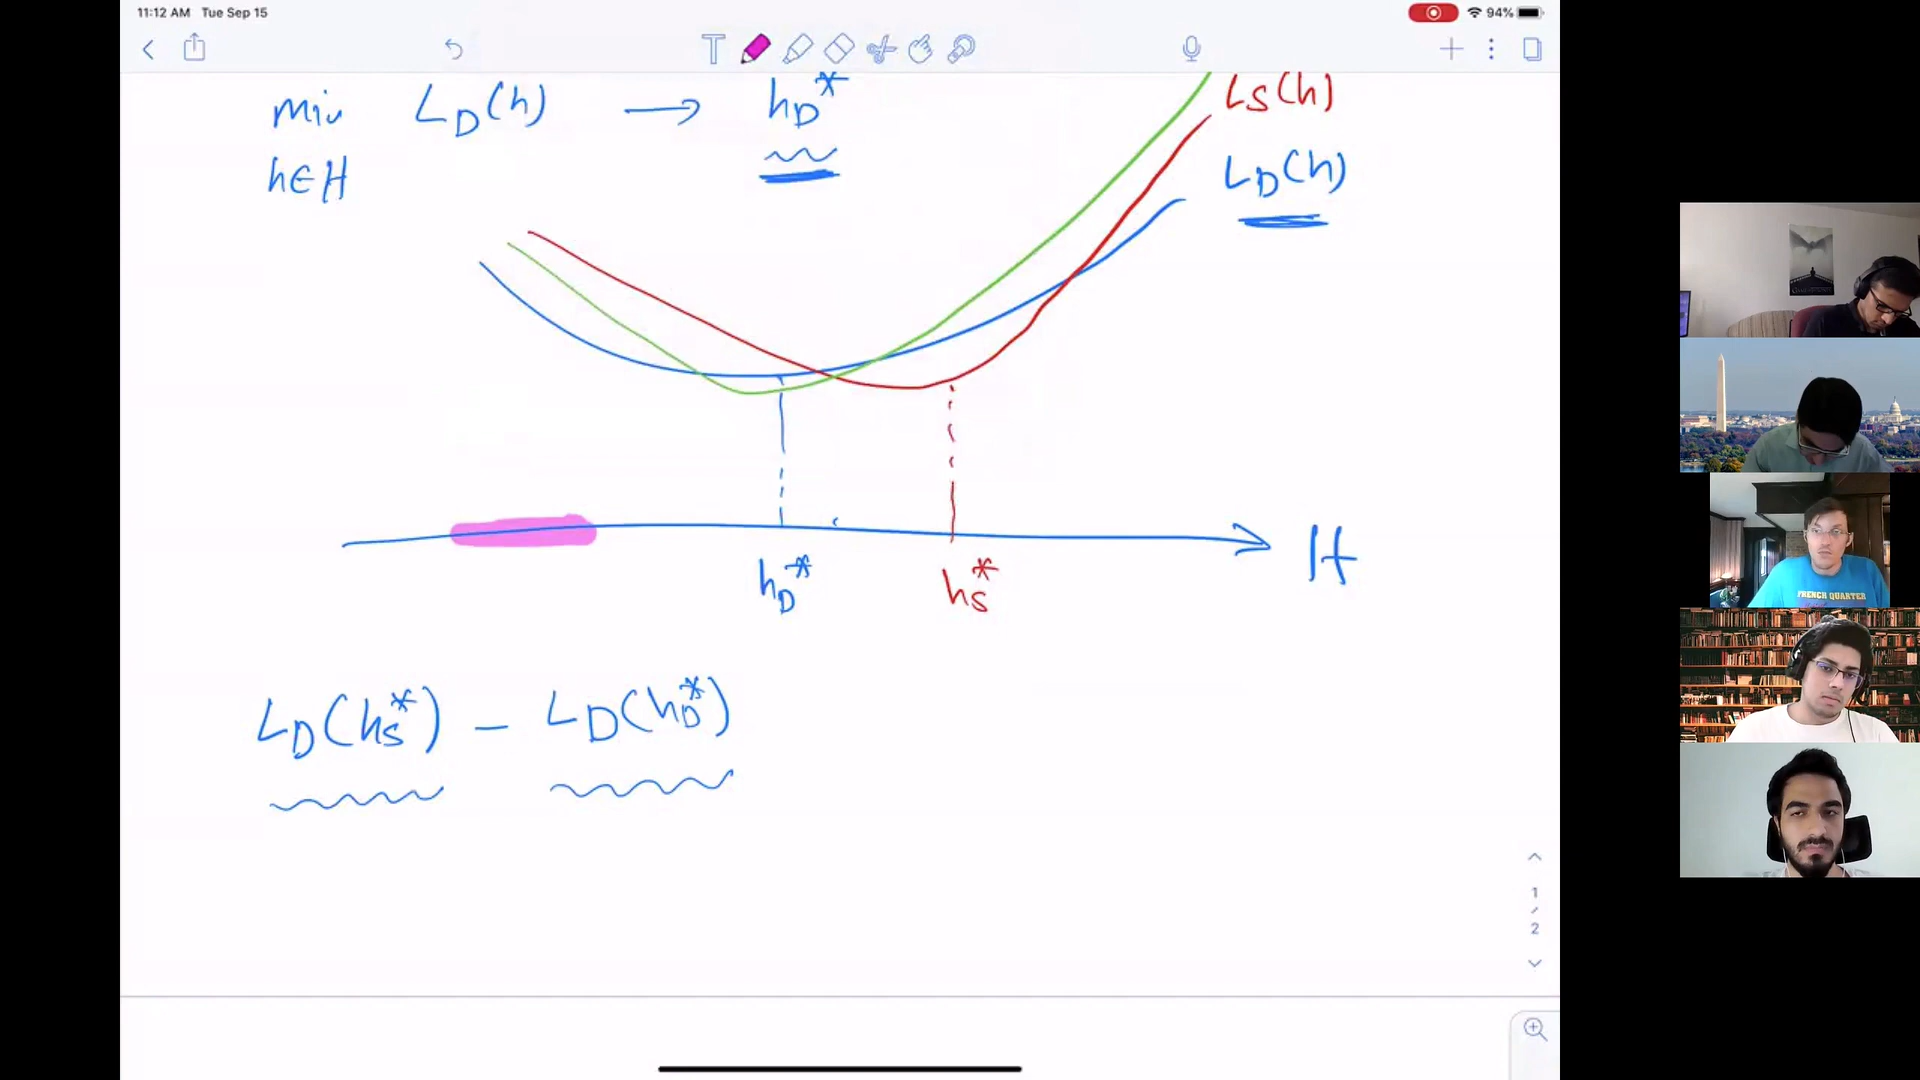 11:12 AM Tue Sep 15
94%
min L_D(h) → h_D^*
h∈H
L_S(h)
L_D(h)
h_D^*
h_S^*
H
L_D(h_S^*) - L_D(h_D^*)
1
/
2
FRENCH QUARTER